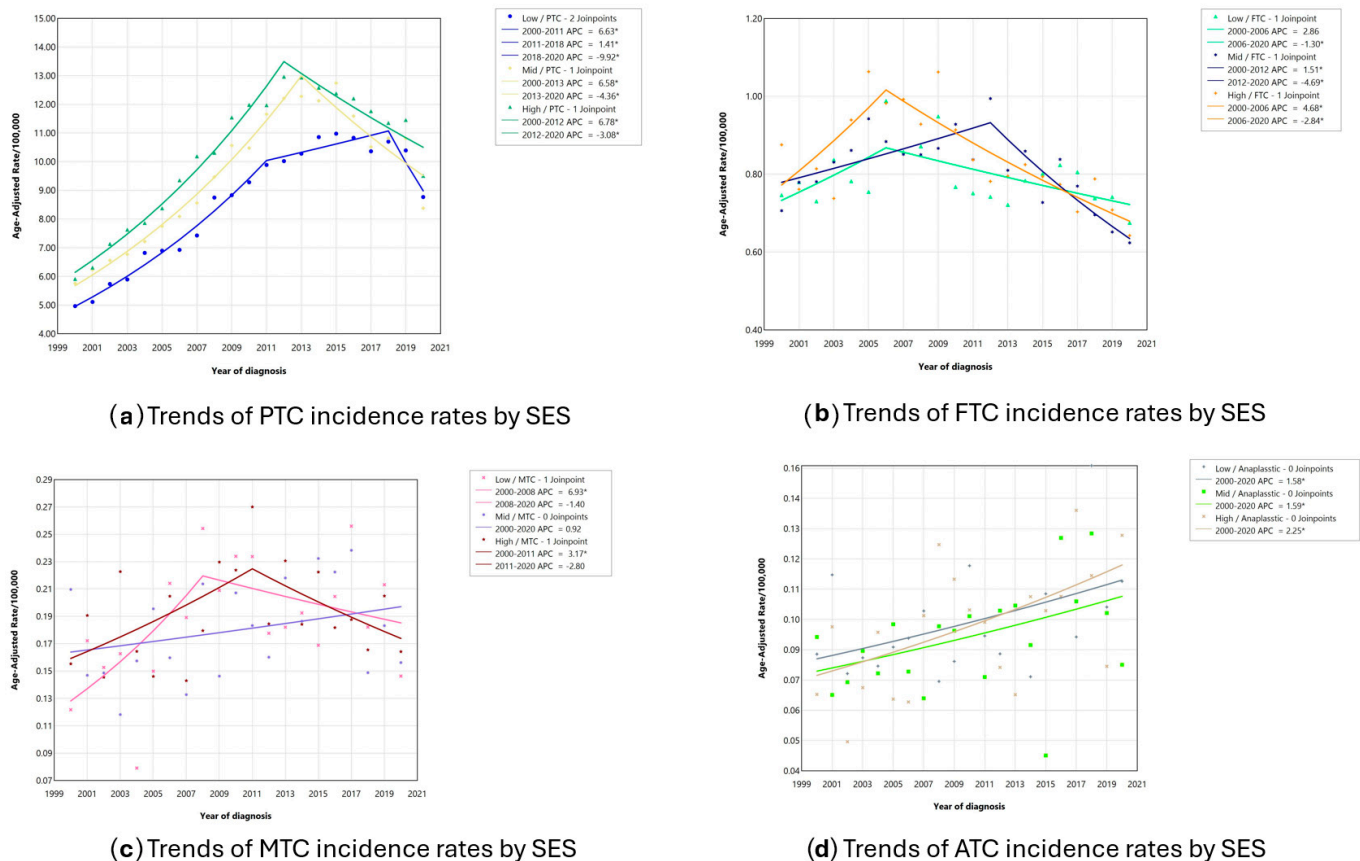 15.00
14.00
13.00
12.00
11.00
10.00
9.00
8.00
7.00
6.00
5.00
4.00
Age-Adjusted Rate/100,000
1999 2001 2003 2005 2007 2009 2011 2013 2015 2017 2019 2021
Year of diagnosis
Low / PTC - 2 Joinpoints
2000-2011 APC = 6.63*
2011-2018 APC = 1.41*
2018-2020 APC = -9.92*
Mid / PTC - 1 Joinpoint
2000-2013 APC = 6.58*
2013-2020 APC = -4.36*
High / PTC - 1 Joinpoint
2000-2012 APC = 6.78*
2012-2020 APC = -3.08*
(a) Trends of PTC incidence rates by SES
1.20
1.00
0.80
0.60
0.40
Age-Adjusted Rate/100,000
1999 2001 2003 2005 2007 2009 2011 2013 2015 2017 2019 2021
Year of diagnosis
Low / FTC - 1 Joinpoint
2000-2006 APC = 2.86
2006-2020 APC = -1.30*
Mid / FTC - 1 Joinpoint
2000-2012 APC = 1.51*
2012-2020 APC = -4.69*
High / FTC - 1 Joinpoint
2000-2006 APC = 4.68*
2006-2020 APC = -2.84*
(b) Trends of FTC incidence rates by SES
0.29
0.27
0.25
0.23
0.21
0.19
0.17
0.15
0.13
0.11
0.09
0.07
Age-Adjusted Rate/100,000
1999 2001 2003 2005 2007 2009 2011 2013 2015 2017 2019 2021
Year of diagnosis
Low / MTC - 1 Joinpoint
2000-2008 APC = 6.93*
2008-2020 APC = -1.40
Mid / MTC - 0 Joinpoints
2000-2020 APC = 0.92
High / MTC - 1 Joinpoint
2000-2011 APC = 3.17*
2011-2020 APC = -2.80
(c) Trends of MTC incidence rates by SES
0.16
0.15
0.13
0.12
0.11
0.10
0.09
0.08
0.07
0.06
0.05
0.04
Age-Adjusted Rate/100,000
1999 2001 2003 2005 2007 2009 2011 2013 2015 2017 2019 2021
Year of diagnosis
Low / Anaplasstic - 0 Joinpoints
2000-2020 APC = 1.58*
Mid / Anaplasstic - 0 Joinpoints
2000-2020 APC = 1.59*
High / Anaplasstic - 0 Joinpoints
2000-2020 APC = 2.25*
(d) Trends of ATC incidence rates by SES